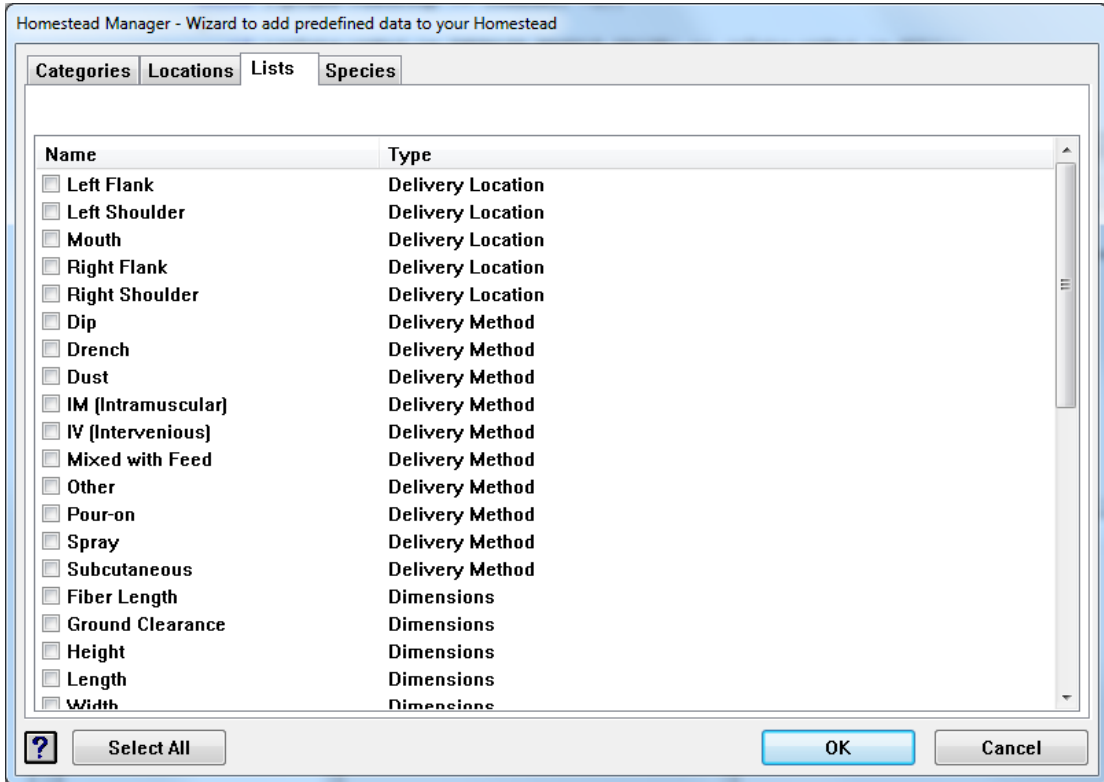 Homestead Manager - Wizard to add predefined data to your Homestead
Categories Locations Lists Species
Name Type
Left Flank Delivery Location
Left Shoulder Delivery Location
Mouth Delivery Location
Right Flank Delivery Location
Right Shoulder Delivery Location
Dip Delivery Method
Drench Delivery Method
Dust Delivery Method
IM (Intramuscular) Delivery Method
IV (Intervenious) Delivery Method
Mixed with Feed Delivery Method
Other Delivery Method
Pour-on Delivery Method
Spray Delivery Method
Subcutaneous Delivery Method
Fiber Length Dimensions
Ground Clearance Dimensions
Height Dimensions
Length Dimensions
Width Dimensions
? Select All OK Cancel